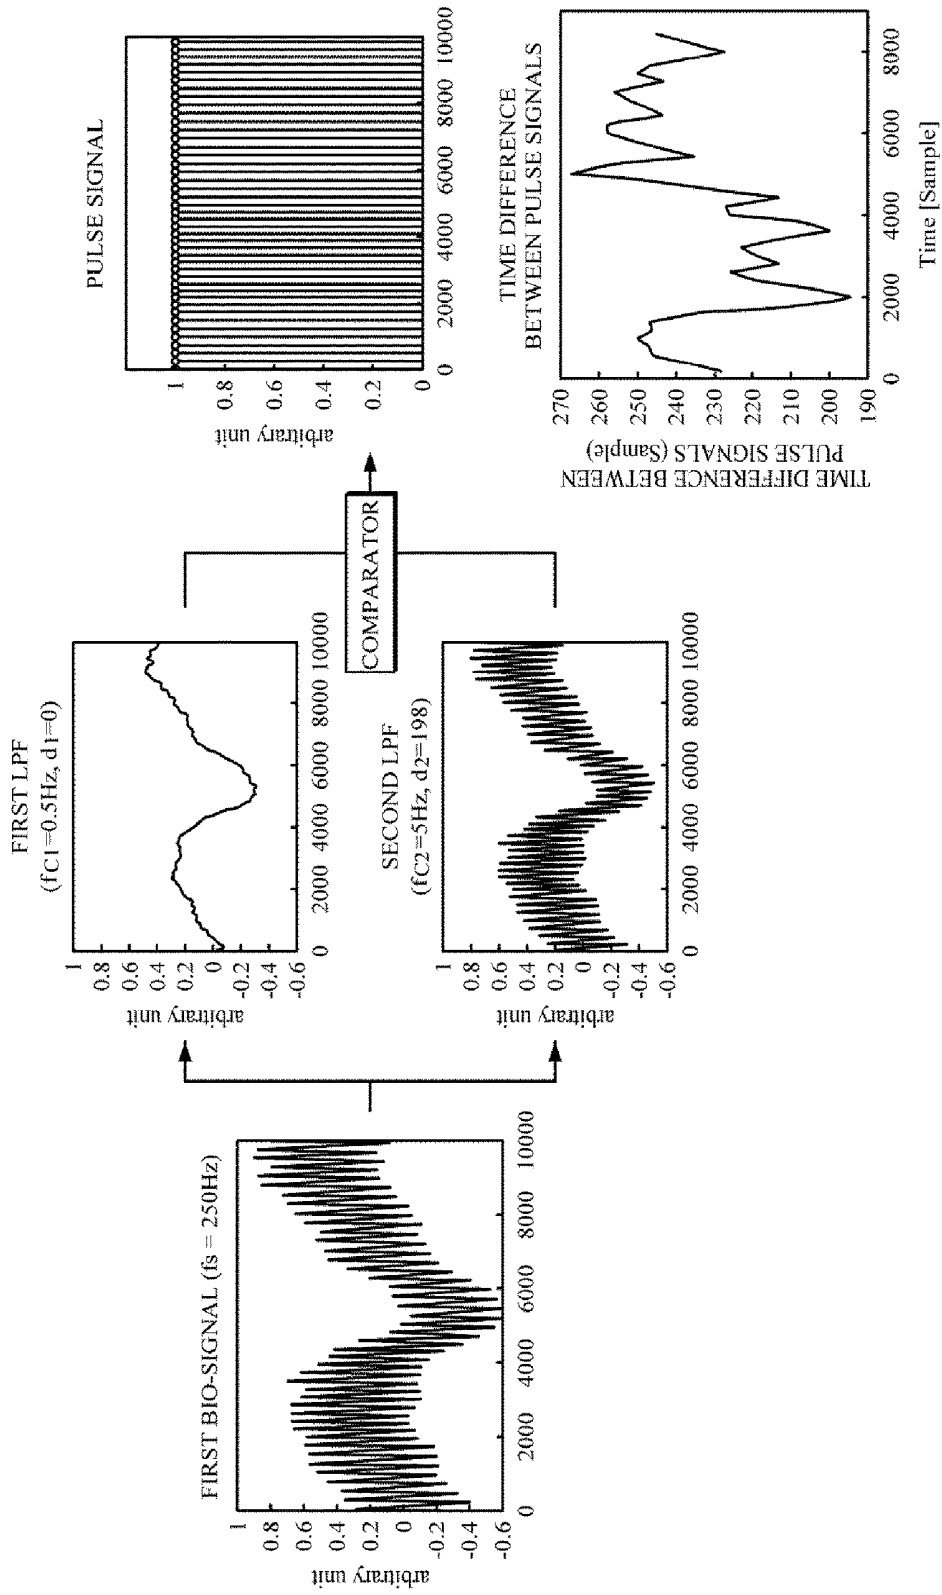 FIRST BIO-SIGNAL (fs = 250Hz)
arbitrary unit
1
0.8
0.6
0.4
0.2
0
-0.2
-0.4
-0.6
0 2000 4000 6000 8000 10000
FIRST LPF
(fC1=0.5Hz, d1=0)
arbitrary unit
1
0.8
0.6
0.4
0.2
0
-0.2
-0.4
-0.6
0 2000 4000 6000 8000 10000
SECOND LPF
(fC2=5Hz, d2=198)
arbitrary unit
1
0.8
0.6
0.4
0.2
0
-0.2
-0.4
-0.6
0 2000 4000 6000 8000 10000
COMPARATOR
PULSE SIGNAL
arbitrary unit
1
0.8
0.6
0.4
0.2
0
0 2000 4000 6000 8000 10000
TIME DIFFERENCE
BETWEEN PULSE SIGNALS
TIME DIFFERENCE BETWEEN
PULSE SIGNALS (Sample)
270
260
250
240
230
220
210
200
190
0 2000 4000 6000 8000
Time [Sample]